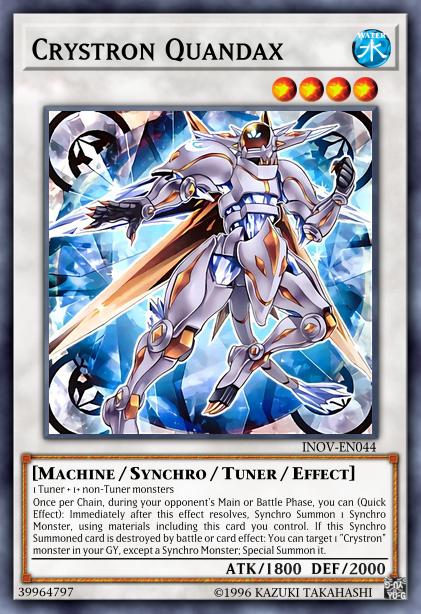 Crystron Quandax
WATER
水
INOV-EN044
[Machine / Synchro / Tuner / Effect]
1 Tuner + 1+ non-Tuner monsters
Once per Chain, during your opponent's Main or Battle Phase, you can (Quick
Effect): Immediately after this effect resolves, Synchro Summon 1 Synchro
Monster, using materials including this card you control. If this Synchro
Summoned card is destroyed by battle or card effect: You can target 1 "Crystron"
monster in your GY, except a Synchro Monster; Special Summon it.
ATK/1800 DEF/2000
39964797
©1996 KAZUKI TAKAHASHI